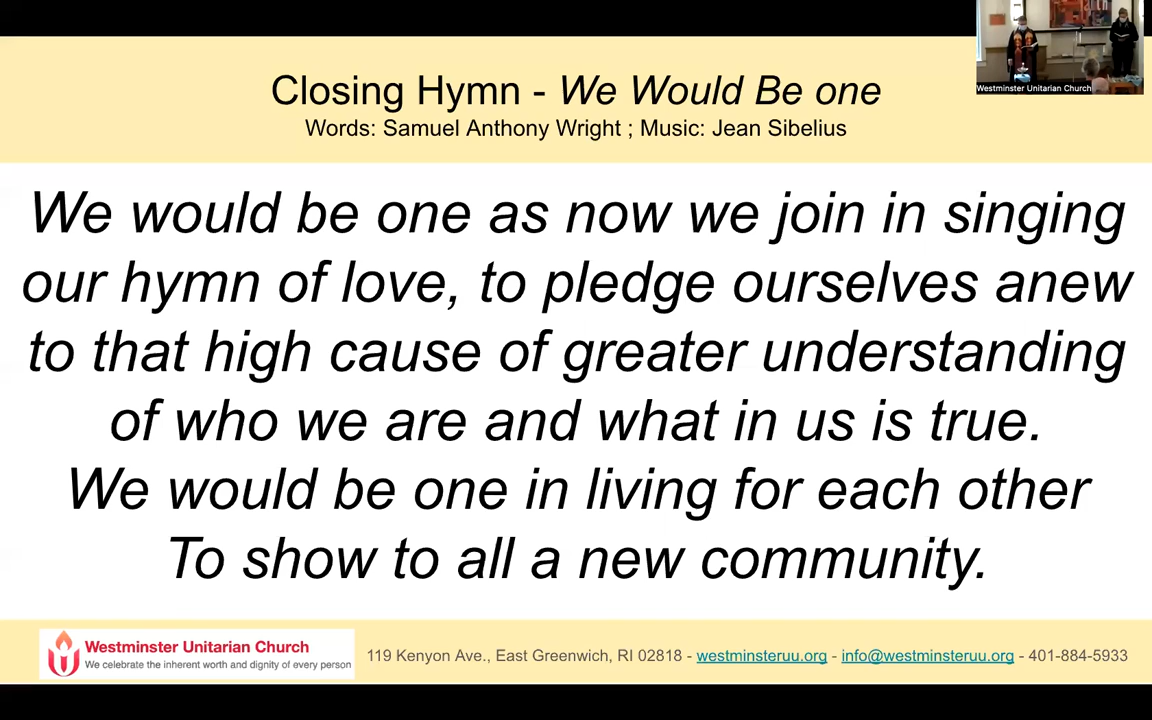 Closing Hymn - We Would Be one
Words: Samuel Anthony Wright ; Music: Jean Sibelius
Westminster Unitarian Church
We would be one as now we join in singing
our hymn of love, to pledge ourselves anew
to that high cause of greater understanding
of who we are and what in us is true.
We would be one in living for each other
To show to all a new community.
Westminster Unitarian Church
We celebrate the inherent worth and dignity of every person
119 Kenyon Ave., East Greenwich, RI 02818 - westminsteruu.org - info@westminsteruu.org - 401-884-5933